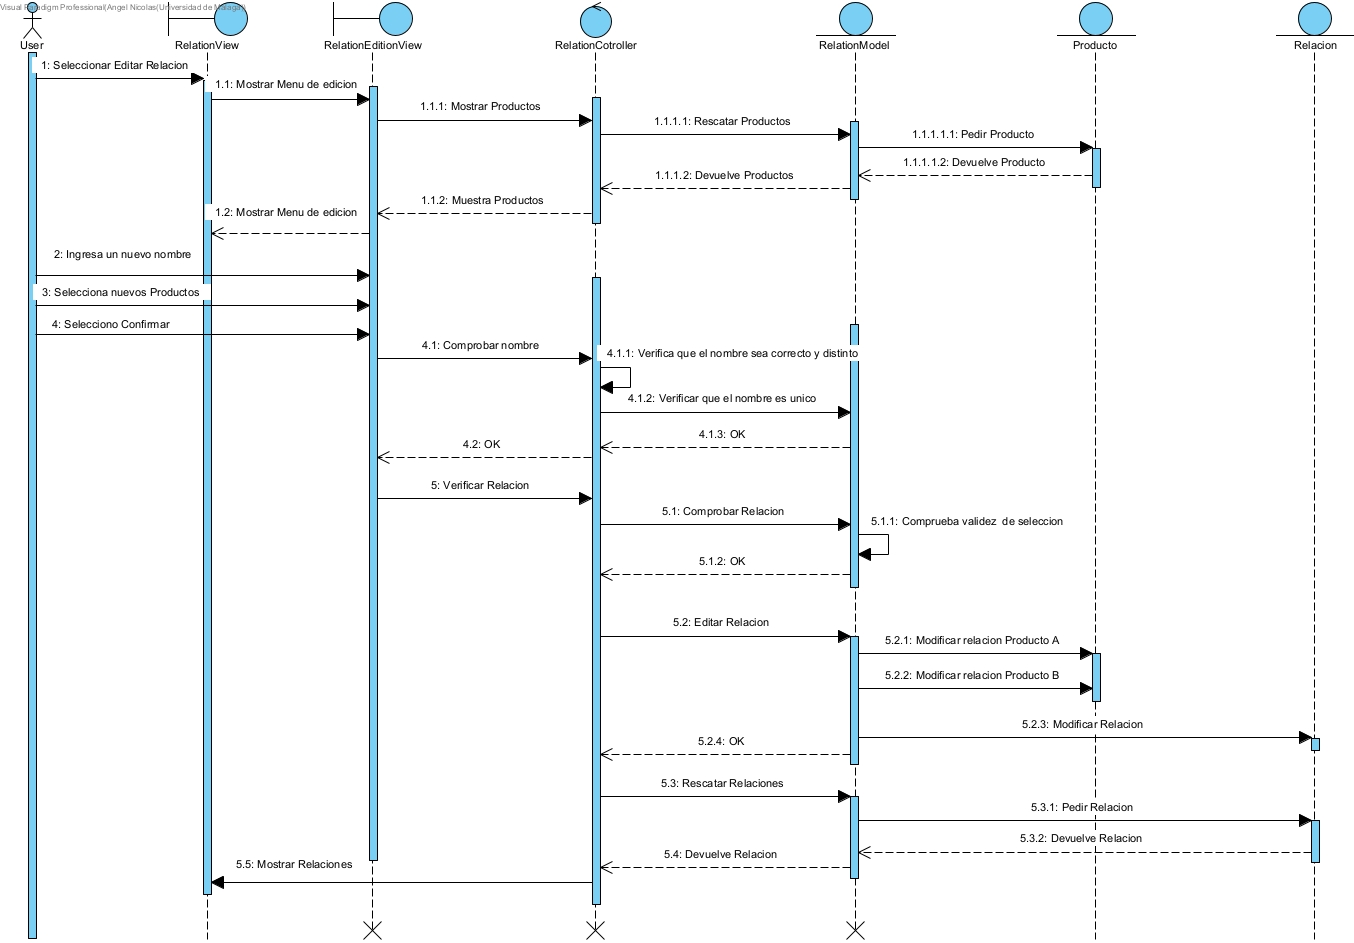 Visual Paradigm Professional(Angel Nicolas(Universidad de Malaga))
User
RelationView
RelationEditionView
RelationCotroller
RelationModel
Producto
Relacion
1: Seleccionar Editar Relacion
1.1: Mostrar Menu de edicion
1.1.1: Mostrar Productos
1.1.1.1: Rescatar Productos
1.1.1.1.1: Pedir Producto
1.1.1.1.2: Devuelve Producto
1.1.1.2: Devuelve Productos
1.1.2: Muestra Productos
1.2: Mostrar Menu de edicion
2: Ingresa un nuevo nombre
3: Selecciona nuevos Productos
4: Selecciono Confirmar
4.1: Comprobar nombre
4.1.1: Verifica que el nombre sea correcto y distinto
4.1.2: Verificar que el nombre es unico
4.1.3: OK
4.2: OK
5: Verificar Relacion
5.1: Comprobar Relacion
5.1.1: Comprueba validez de seleccion
5.1.2: OK
5.2: Editar Relacion
5.2.1: Modificar relacion Producto A
5.2.2: Modificar relacion Producto B
5.2.3: Modificar Relacion
5.2.4: OK
5.3: Rescatar Relaciones
5.3.1: Pedir Relacion
5.3.2: Devuelve Relacion
5.4: Devuelve Relacion
5.5: Mostrar Relaciones